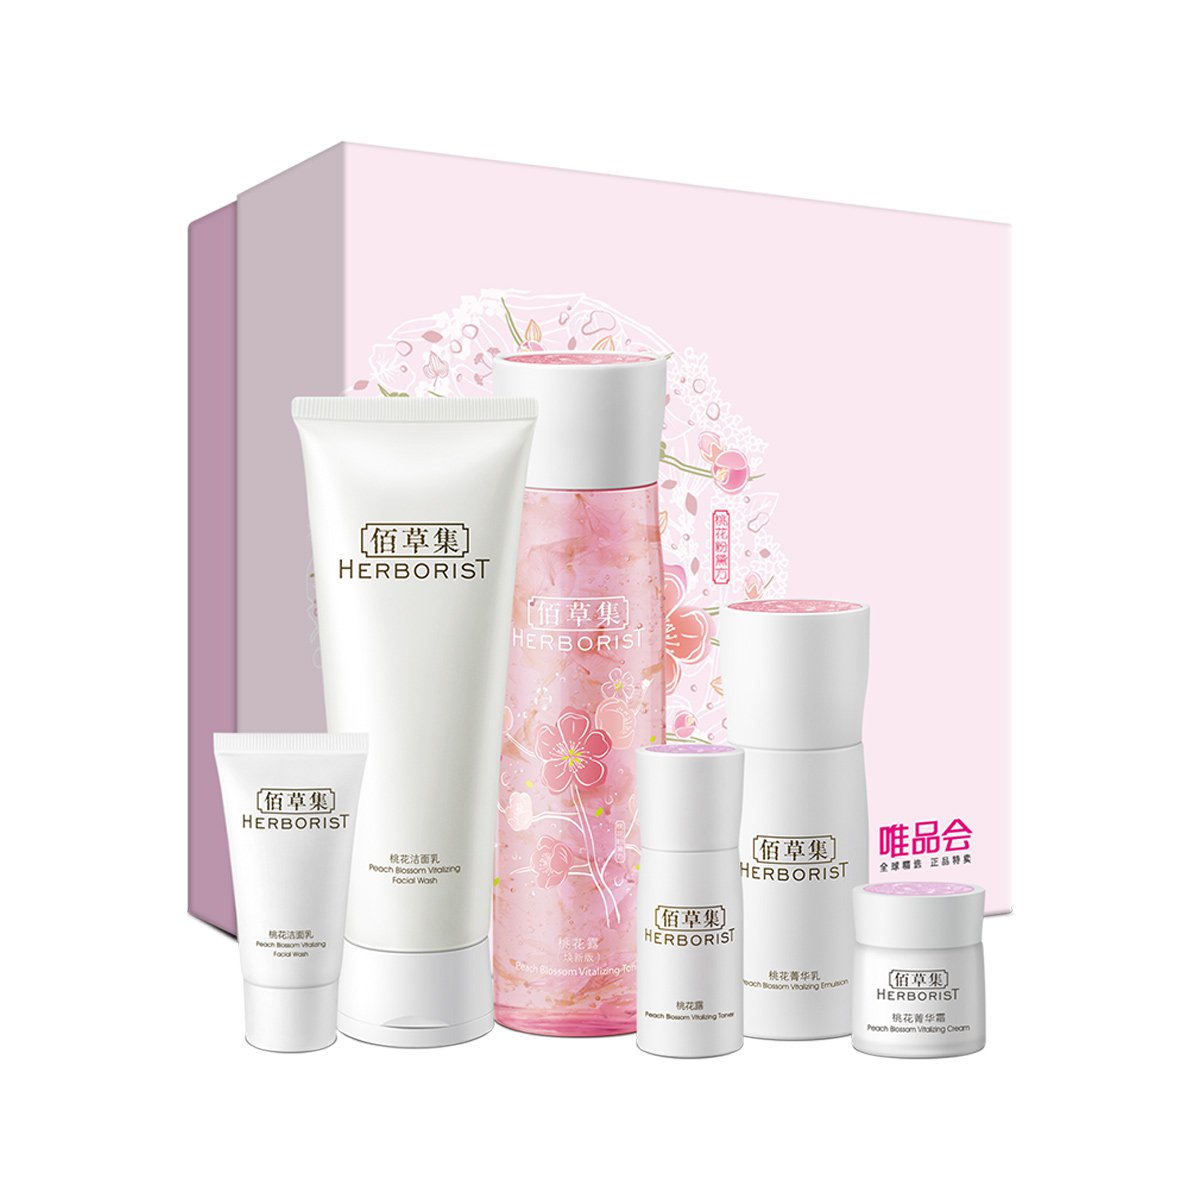 桃花粉黛方
佰草集
HERBORIST
桃花洁面乳
Peach Blossom Vitalizing
Facial Wash
佰草集
HERBORIST
桃花洁面乳
Peach Blossom Vitalizing
Facial Wash
佰草集
HERBORIST
桃花露
(焕新版)
Peach Blossom Vitalizing Ton
佰草集
HERBORIST
桃花露
Peach Blossom Vitalizing Toner
佰草集
HERBORIST
桃花菁华乳
Peach Blossom Vitalizing Emulsion
唯品会
全球精选 正品特卖
佰草集
HERBORIST
桃花菁华霜
Peach Blossom Vitalizing Cream